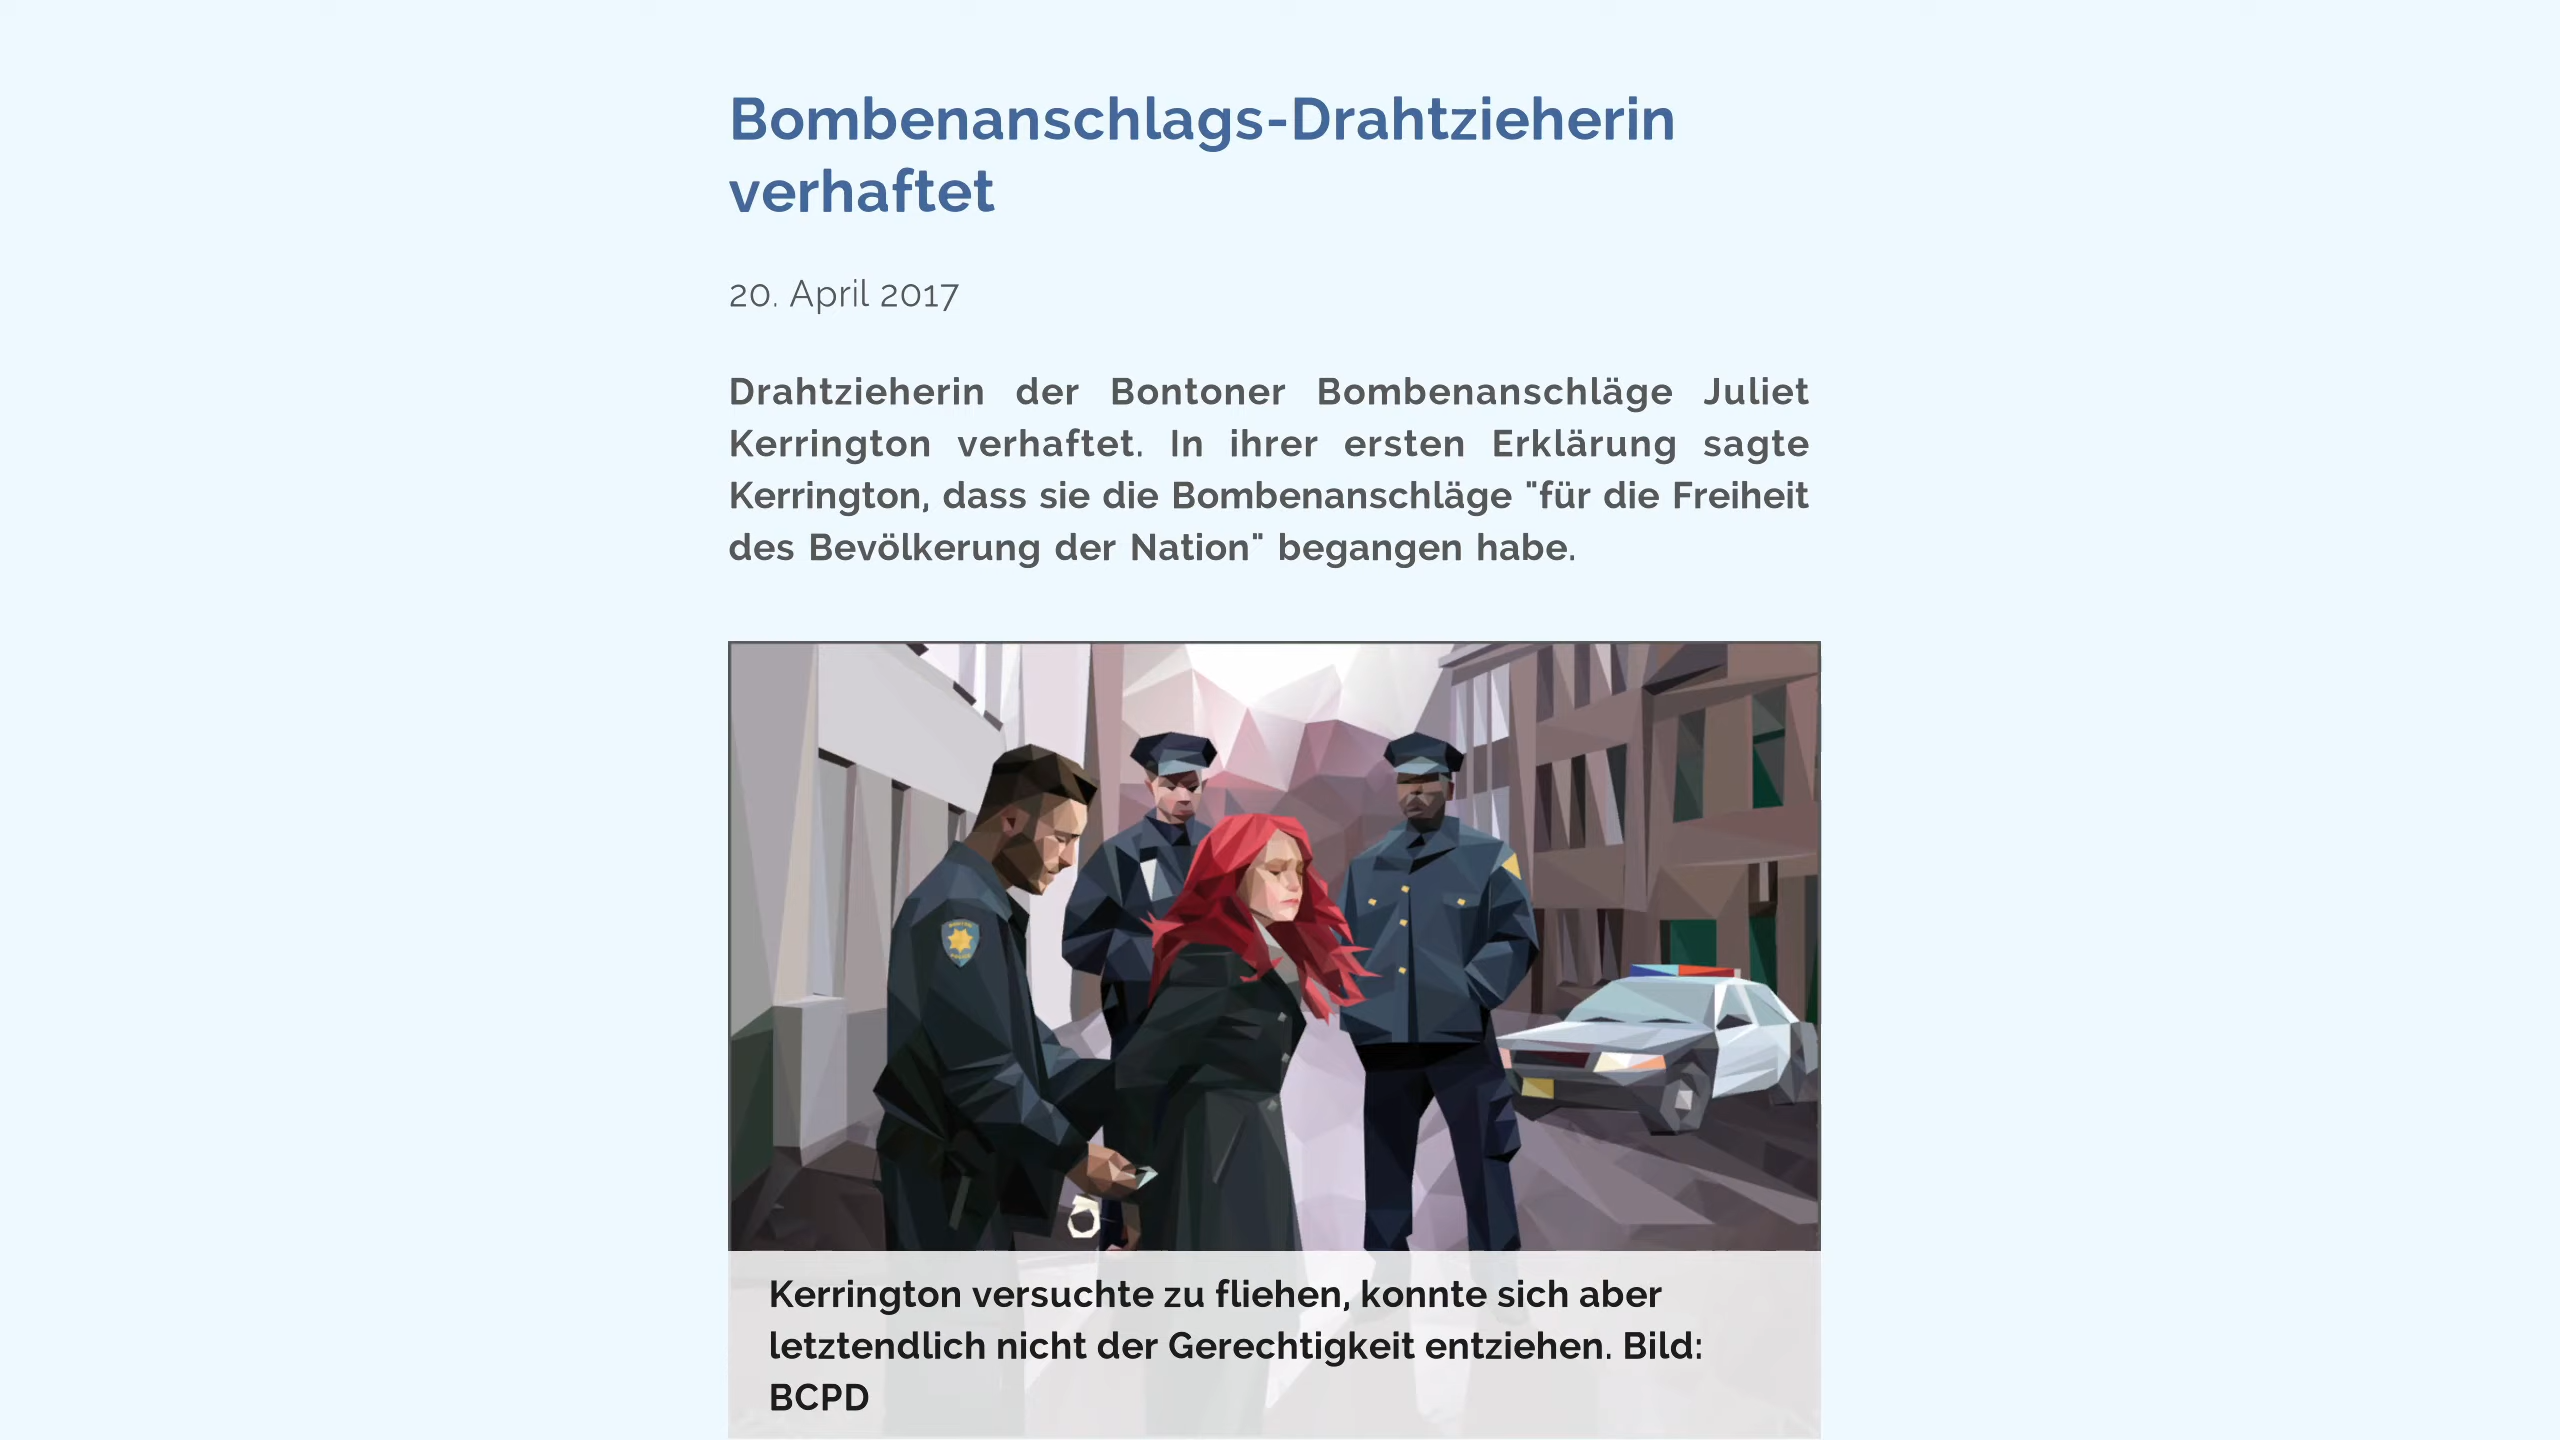 Bombenanschlags-Drahtzieherin
verhaftet
20. April 2017
Drahtzieherin der Bontoner Bombenanschläge Juliet
Kerrington verhaftet. In ihrer ersten Erklärung sagte
Kerrington, dass sie die Bombenanschläge "für die Freiheit
des Bevölkerung der Nation" begangen habe.
Kerrington versuchte zu fliehen, konnte sich aber
letztendlich nicht der Gerechtigkeit entziehen. Bild:
BCPD